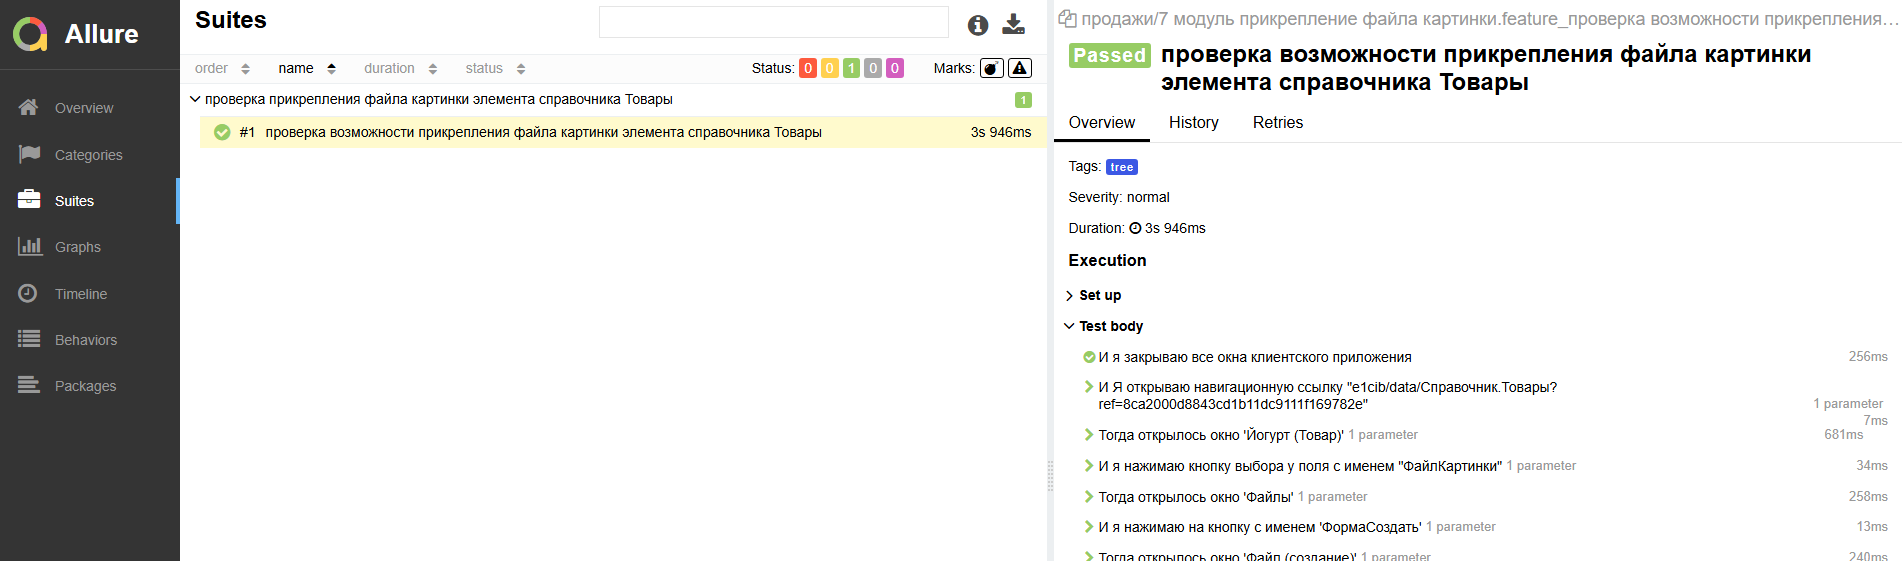 Allure
Overview
Categories
Suites
Graphs
Timeline
Behaviors
Packages
Suites
order name duration status Status: 0 0 1 0 0 Marks:
проверка прикрепления файла картинки элемента справочника Товары 1
#1 проверка возможности прикрепления файла картинки элемента справочника Товары 3s 946ms
продажи/7 модуль прикрепление файла картинки.feature_проверка возможности прикрепления...
Passed проверка возможности прикрепления файла картинки
элемента справочника Товары
Overview History Retries
Tags: tree
Severity: normal
Duration: 3s 946ms
Execution
Set up
Test body
И я закрываю все окна клиентского приложения 256ms
И Я открываю навигационную ссылку "e1cib/data/Справочник.Товары?
ref=8ca2000d8843cd1b11dc9111f169782e" 1 parameter
7ms
Тогда открылось окно 'Йогурт (Товар)' 1 parameter 681ms
И я нажимаю кнопку выбора у поля с именем "ФайлКартинки" 1 parameter 34ms
Тогда открылось окно 'Файлы' 1 parameter 258ms
И я нажимаю на кнопку с именем 'ФормаСоздать' 1 parameter 13ms
Тогда открылось окно 'Файл (создание)' 1 parameter 240ms